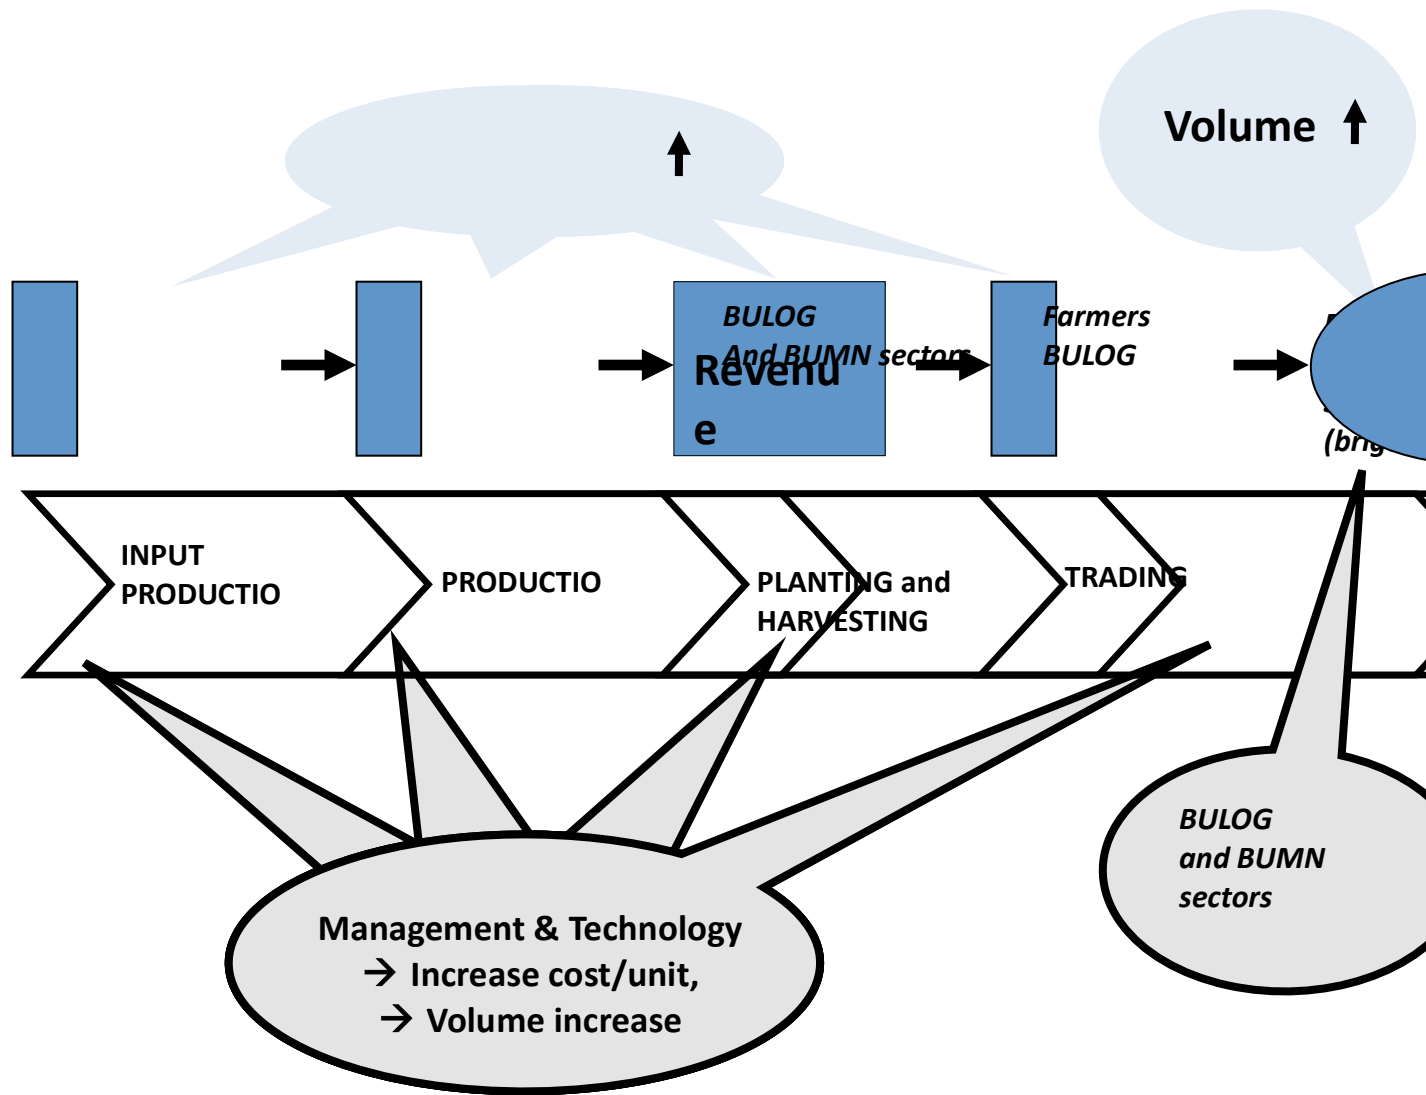 Volume
BULOG
And BUMN sectors
Revenu
e
Farmers
BULOG
INPUT
PRODUCTIO
PRODUCTIO
PLANTING and
HARVESTING
TRADING
Management & Technology
→ Increase cost/unit,
→ Volume increase
BULOG
and BUMN
sectors